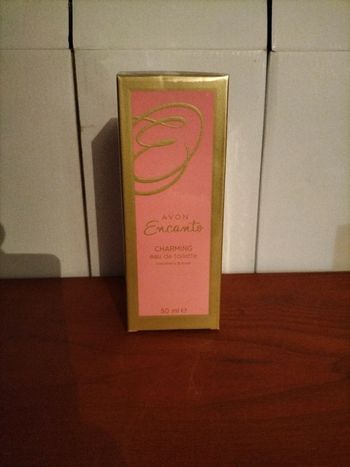 AVON
Encanto
CHARMING
eau de toilette
50 ml e